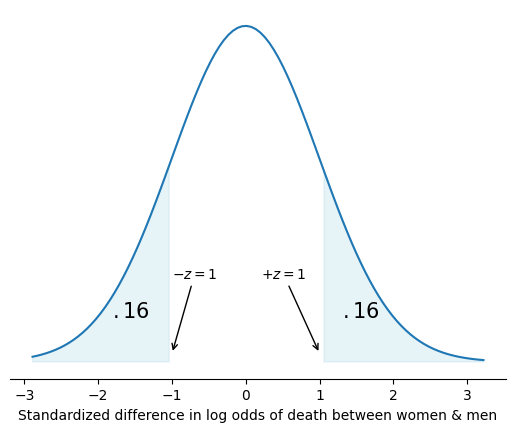 −z = 1
+z = 1
.16
.16
−3 −2 −1 0 1 2 3
Standardized difference in log odds of death between women & men